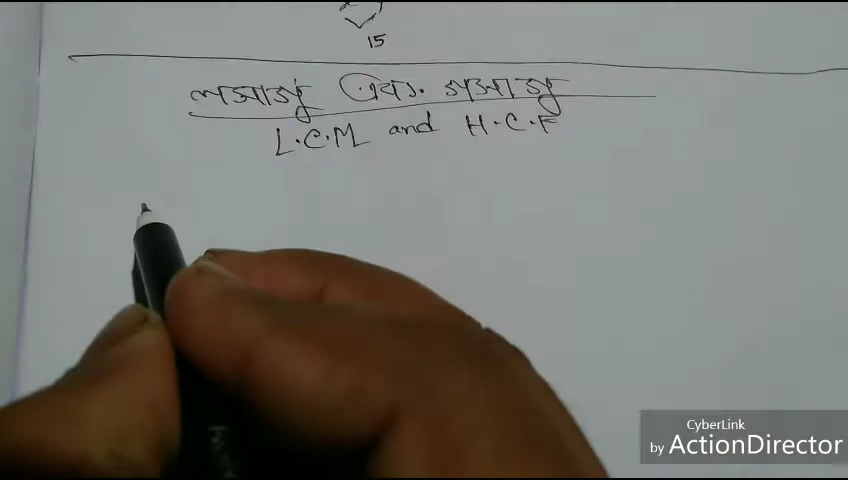 15
লসাগু এবং গসাগু
L.C.M and H.C.F
CyberLink
by ActionDirector